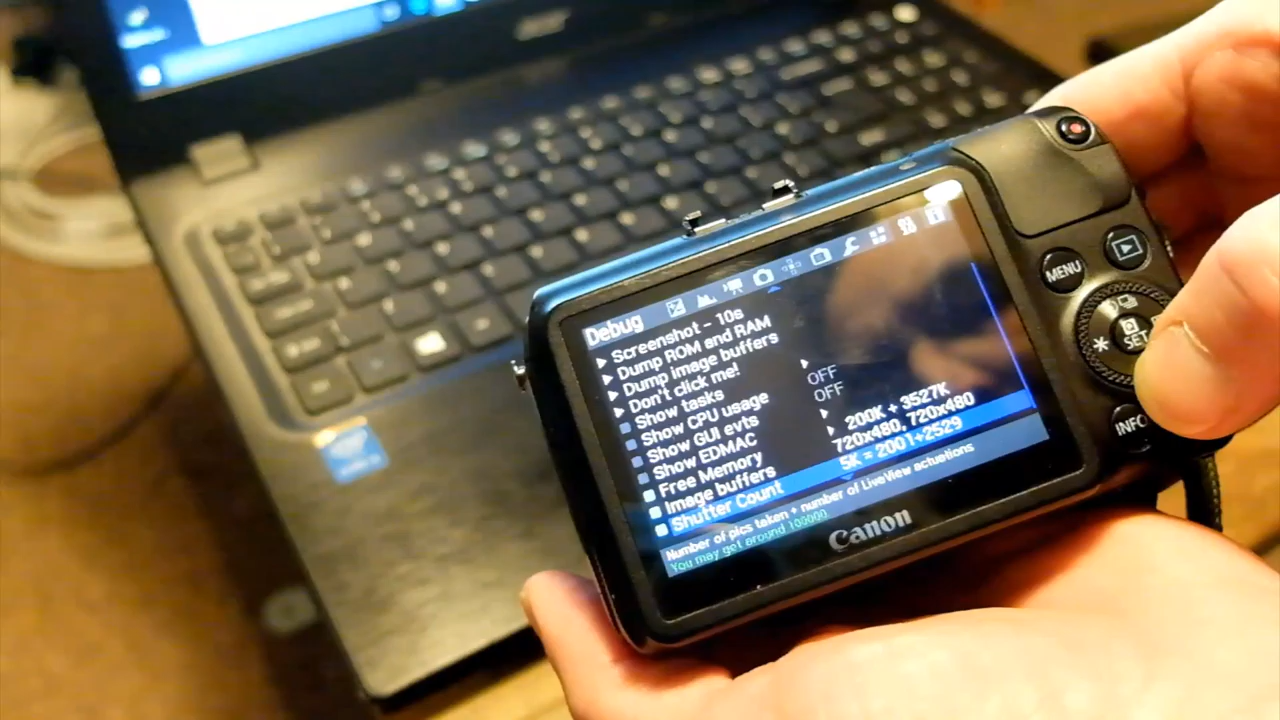 acer
Debug
Screenshot - 10s
Dump ROM and RAM
Dump image buffers
Don't click me!
Show tasks
Show CPU usage OFF
Show GUI evts OFF
Show EDMAC
Free Memory 200K + 3527K
Image buffers 720x480, 720x480
Shutter Count 5K = 2001+2529
Number of pics taken + number of LiveView actuations
You may get around 100000.
Canon
MENU
SET
INFO